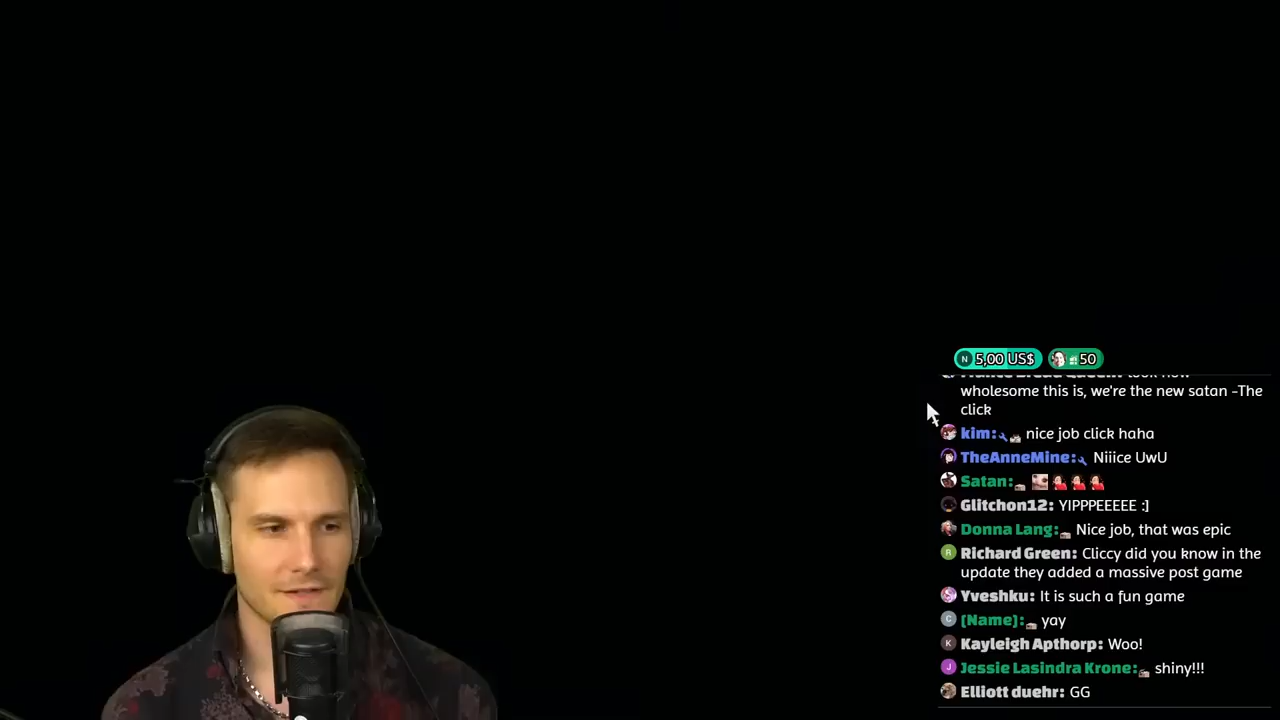 N 5,00 US$ 50
wholesome this is, we're the new satan -The
click
kim: nice job click haha
TheAnneMine: Niiice UwU
Satan:
Glitchon12: YIPPPEEEEE :]
Donna Lang: Nice job, that was epic
R Richard Green: Cliccy did you know in the
update they added a massive post game
Yveshku: It is such a fun game
C [Name]: yay
K Kayleigh Apthorp: Woo!
J Jessie Lasindra Krone: shiny!!!
Elliott duehr: GG